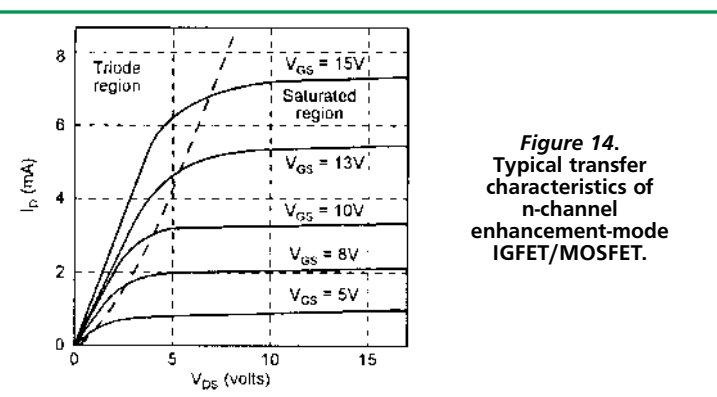 8
6
4
2
0
I_D (mA)
Triode
region
V_GS = 15V
Saturated
region
V_GS = 13V
V_GS = 10V
V_GS = 8V
V_GS = 5V
0 5 10 15
V_DS (volts)
Figure 14.
Typical transfer
characteristics of
n-channel
enhancement-mode
IGFET/MOSFET.